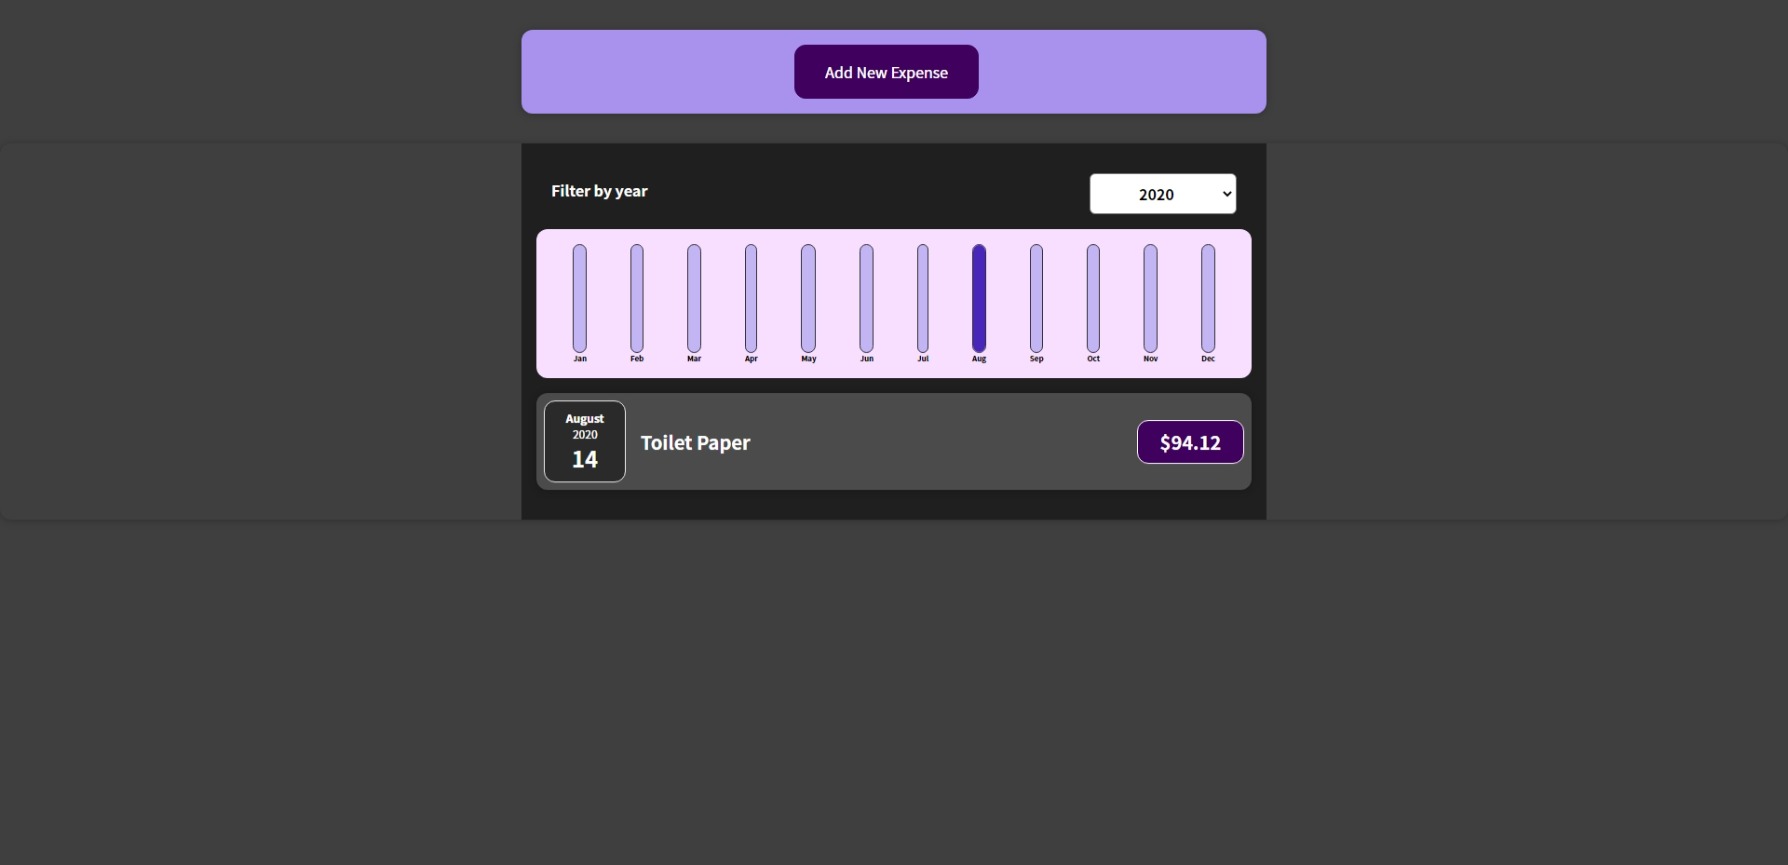 Add New Expense
Filter by year
2020
Jan Feb Mar Apr May Jun Jul Aug Sep Oct Nov Dec
August
2020
14
Toilet Paper
$94.12